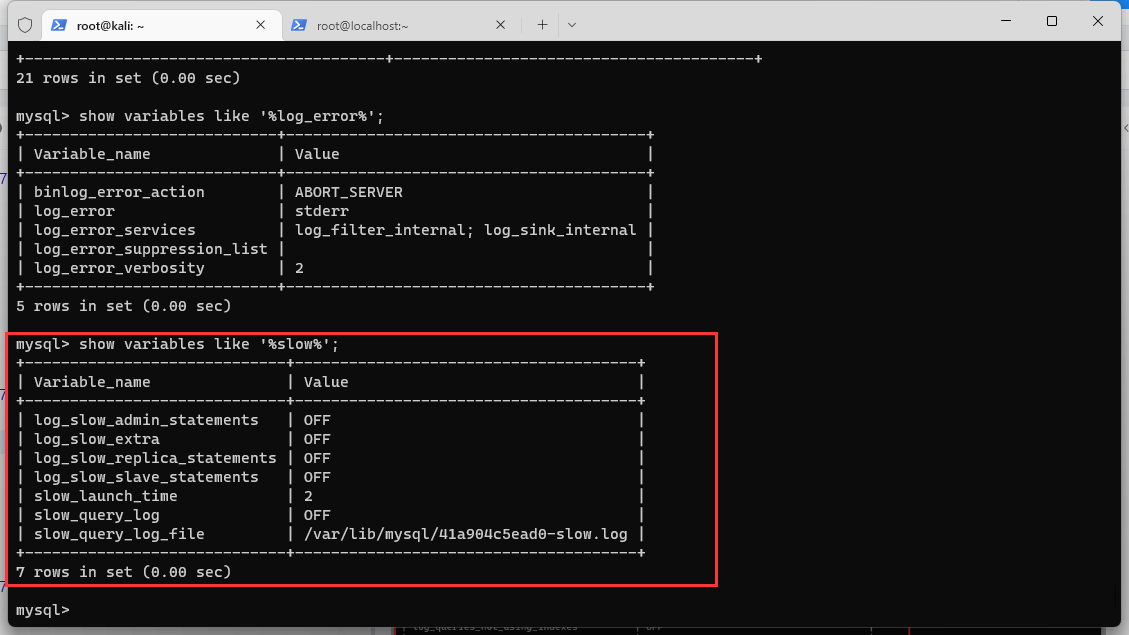 root@kali: ~
root@localhost:~
+-----------------------------------------+----------------------------------------+
21 rows in set (0.00 sec)
mysql> show variables like '%log_error%';
+----------------------------+----------------------------------------+
| Variable_name              | Value                                  |
+----------------------------+----------------------------------------+
| binlog_error_action        | ABORT_SERVER                           |
| log_error                  | stderr                                 |
| log_error_services         | log_filter_internal; log_sink_internal |
| log_error_suppression_list |                                        |
| log_error_verbosity        | 2                                      |
+----------------------------+----------------------------------------+
5 rows in set (0.00 sec)
mysql> show variables like '%slow%';
+-----------------------------+--------------------------------------+
| Variable_name               | Value                                |
+-----------------------------+--------------------------------------+
| log_slow_admin_statements   | OFF                                  |
| log_slow_extra              | OFF                                  |
| log_slow_replica_statements | OFF                                  |
| log_slow_slave_statements   | OFF                                  |
| slow_launch_time            | 2                                    |
| slow_query_log              | OFF                                  |
| slow_query_log_file         | /var/lib/mysql/41a904c5ead0-slow.log |
+-----------------------------+--------------------------------------+
7 rows in set (0.00 sec)
mysql>